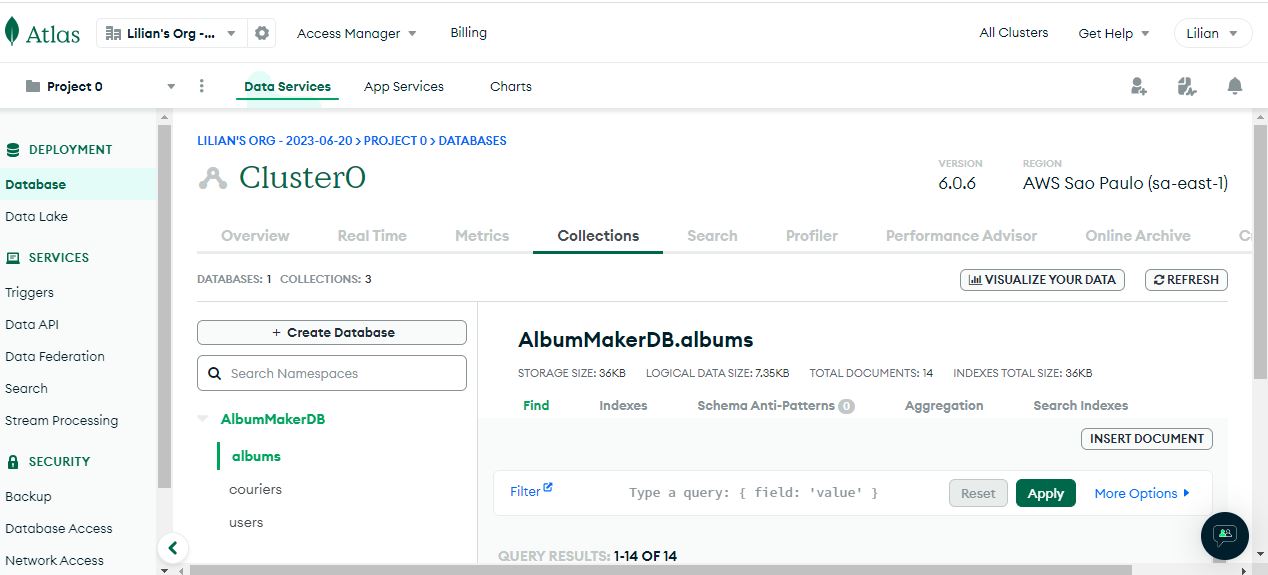 Atlas
Lilian's Org -...
Access Manager
Billing
All Clusters
Get Help
Lilian
Project 0
Data Services
App Services
Charts
DEPLOYMENT
Database
Data Lake
SERVICES
Triggers
Data API
Data Federation
Search
Stream Processing
SECURITY
Backup
Database Access
Network Access
LILIAN'S ORG - 2023-06-20 > PROJECT 0 > DATABASES
Cluster0
VERSION
6.0.6
REGION
AWS Sao Paulo (sa-east-1)
Overview
Real Time
Metrics
Collections
Search
Profiler
Performance Advisor
Online Archive
DATABASES: 1 COLLECTIONS: 3
VISUALIZE YOUR DATA
REFRESH
+ Create Database
Search Namespaces
AlbumMakerDB
albums
couriers
users
AlbumMakerDB.albums
STORAGE SIZE: 36KB LOGICAL DATA SIZE: 7.35KB TOTAL DOCUMENTS: 14 INDEXES TOTAL SIZE: 36KB
Find
Indexes
Schema Anti-Patterns 0
Aggregation
Search Indexes
INSERT DOCUMENT
Filter
Type a query: { field: 'value' }
Reset
Apply
More Options
QUERY RESULTS: 1-14 OF 14